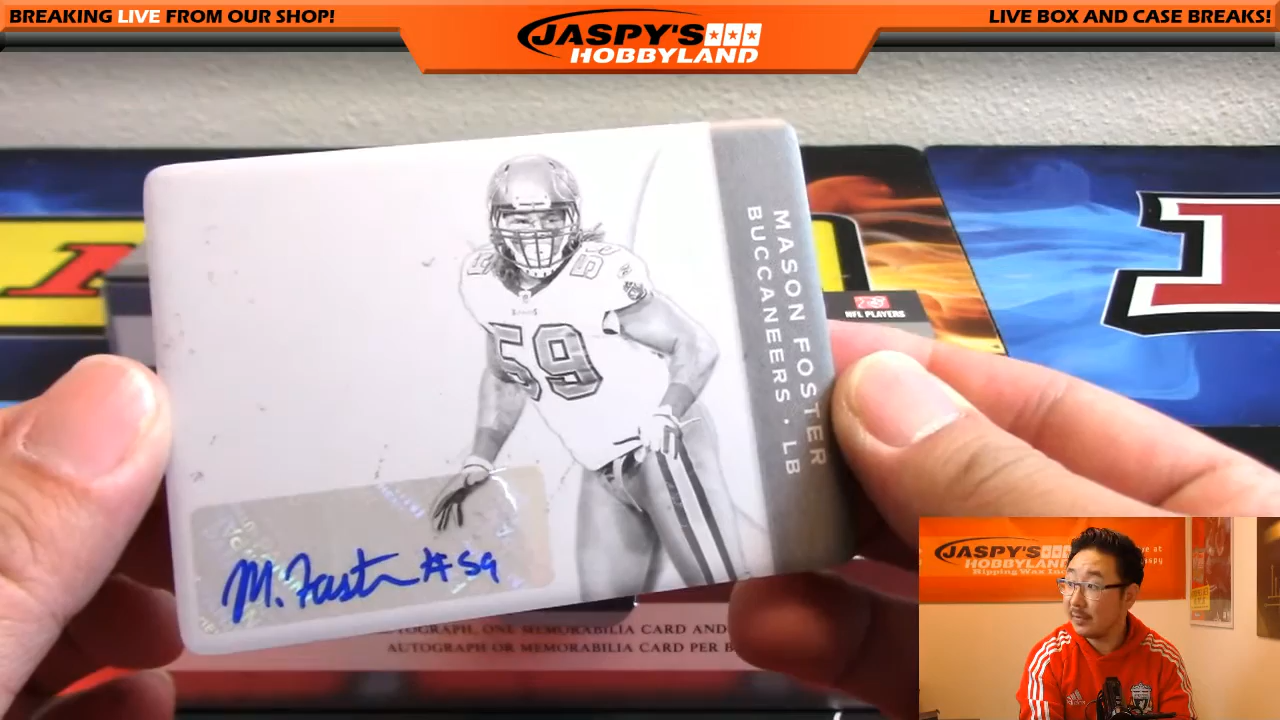 BREAKING LIVE FROM OUR SHOP!
JASPY'S
HOBBYLAND
LIVE BOX AND CASE BREAKS!
MASON FOSTER
BUCCANEERS . LB
59
59
NFL PLAYERS
M. Foster #59
AUTOGRAPH, ONE MEMORABILIA CARD AND
AUTOGRAPH OR MEMORABILIA CARD PER
JASPY'S
HOBBYLAND
Ripping Wax